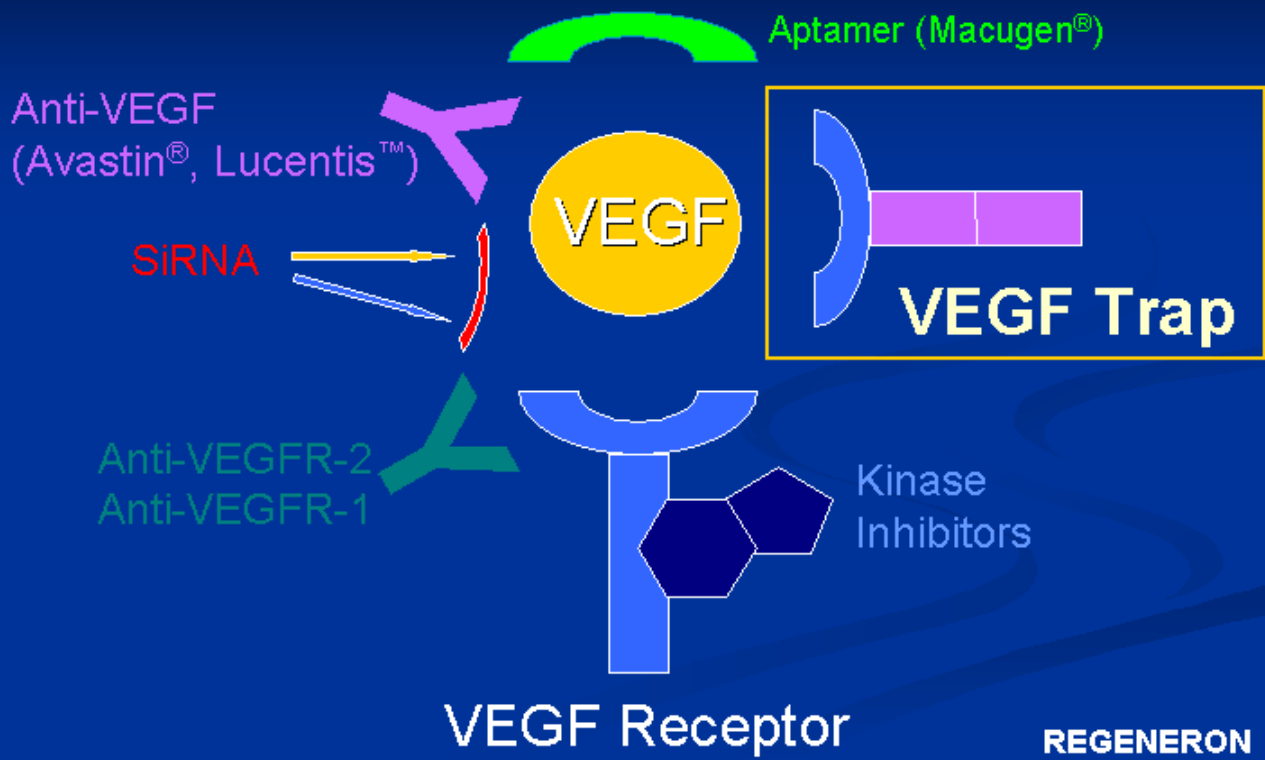 Aptamer (Macugen®)
Anti-VEGF
(Avastin®, Lucentis™)
VEGF
SiRNA
VEGF Trap
Anti-VEGFR-2
Anti-VEGFR-1
Kinase
Inhibitors
VEGF Receptor
REGENERON